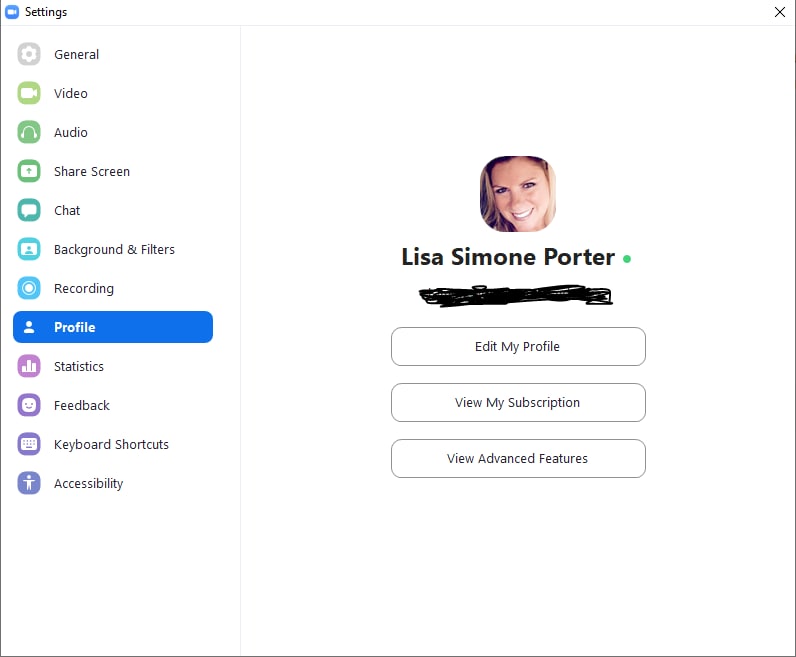 Settings
General
Video
Audio
Share Screen
Chat
Background & Filters
Recording
Profile
Statistics
Feedback
Keyboard Shortcuts
Accessibility
Lisa Simone Porter
Edit My Profile
View My Subscription
View Advanced Features